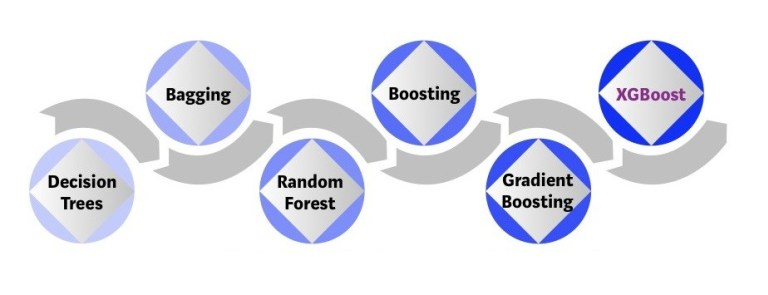 Decision
Trees
Bagging
Random
Forest
Boosting
Gradient
Boosting
XGBoost